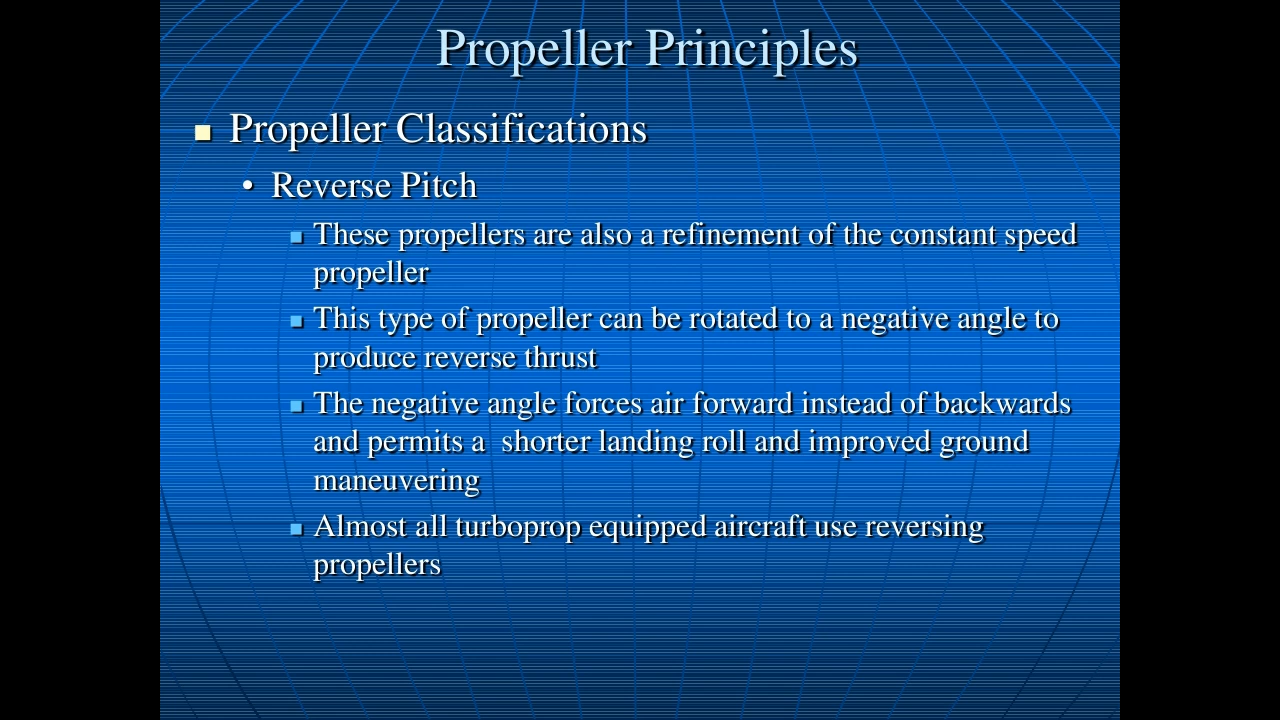 Propeller Principles
Propeller Classifications
• Reverse Pitch
These propellers are also a refinement of the constant speed
propeller
This type of propeller can be rotated to a negative angle to
produce reverse thrust
The negative angle forces air forward instead of backwards
and permits a  shorter landing roll and improved ground
maneuvering
Almost all turboprop equipped aircraft use reversing
propellers